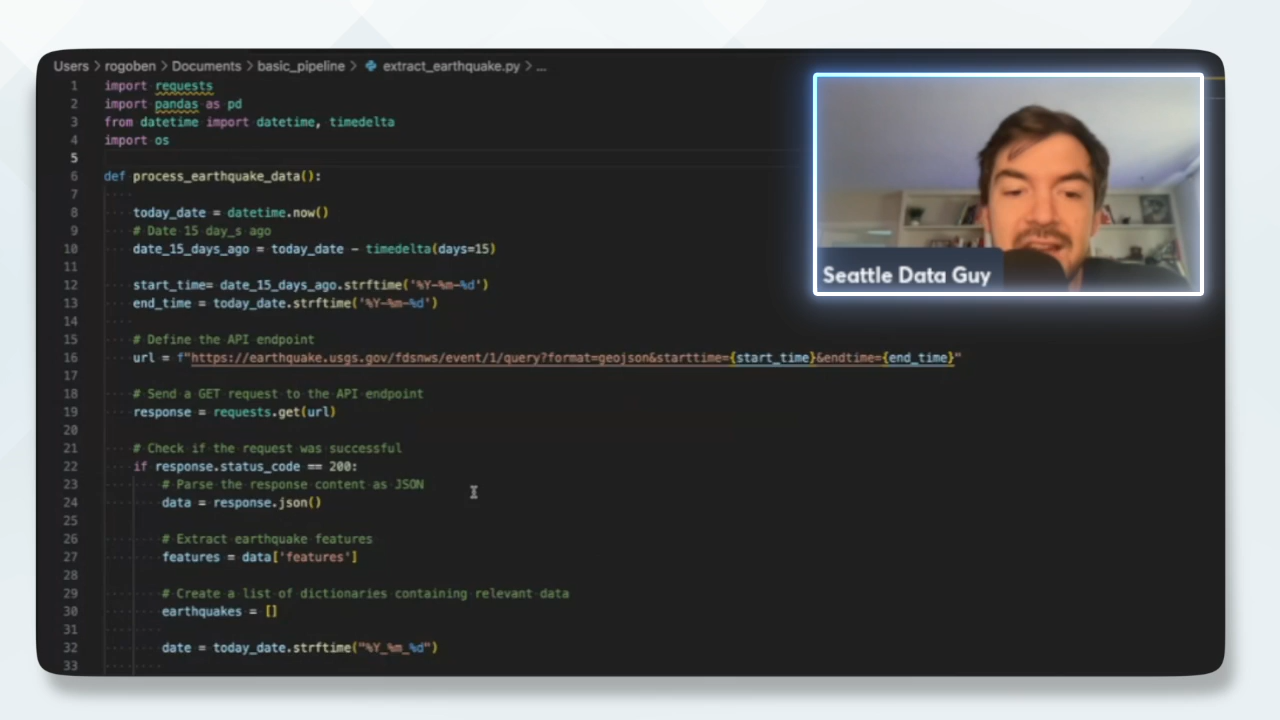 Users > rogoben > Documents > basic_pipeline > extract_earthquake.py > ...
1 import requests
2 import pandas as pd
3 from datetime import datetime, timedelta
4 import os
5
6 def process_earthquake_data():
7
8 today_date = datetime.now()
9 # Date 15 day_s ago
10 date_15_days_ago = today_date - timedelta(days=15)
11
12 start_time= date_15_days_ago.strftime('%Y-%m-%d')
13 end_time = today_date.strftime('%Y-%m-%d')
14
15 # Define the API endpoint
16 url = f"https://earthquake.usgs.gov/fdsnws/event/1/query?format=geojson&starttime={start_time}&endtime={end_time}"
17
18 # Send a GET request to the API endpoint
19 response = requests.get(url)
20
21 # Check if the request was successful
22 if response.status_code == 200:
23 # Parse the response content as JSON
24 data = response.json()
25
26 # Extract earthquake features
27 features = data['features']
28
29 # Create a list of dictionaries containing relevant data
30 earthquakes = []
31
32 date = today_date.strftime("%Y_%m_%d")
33
Seattle Data Guy